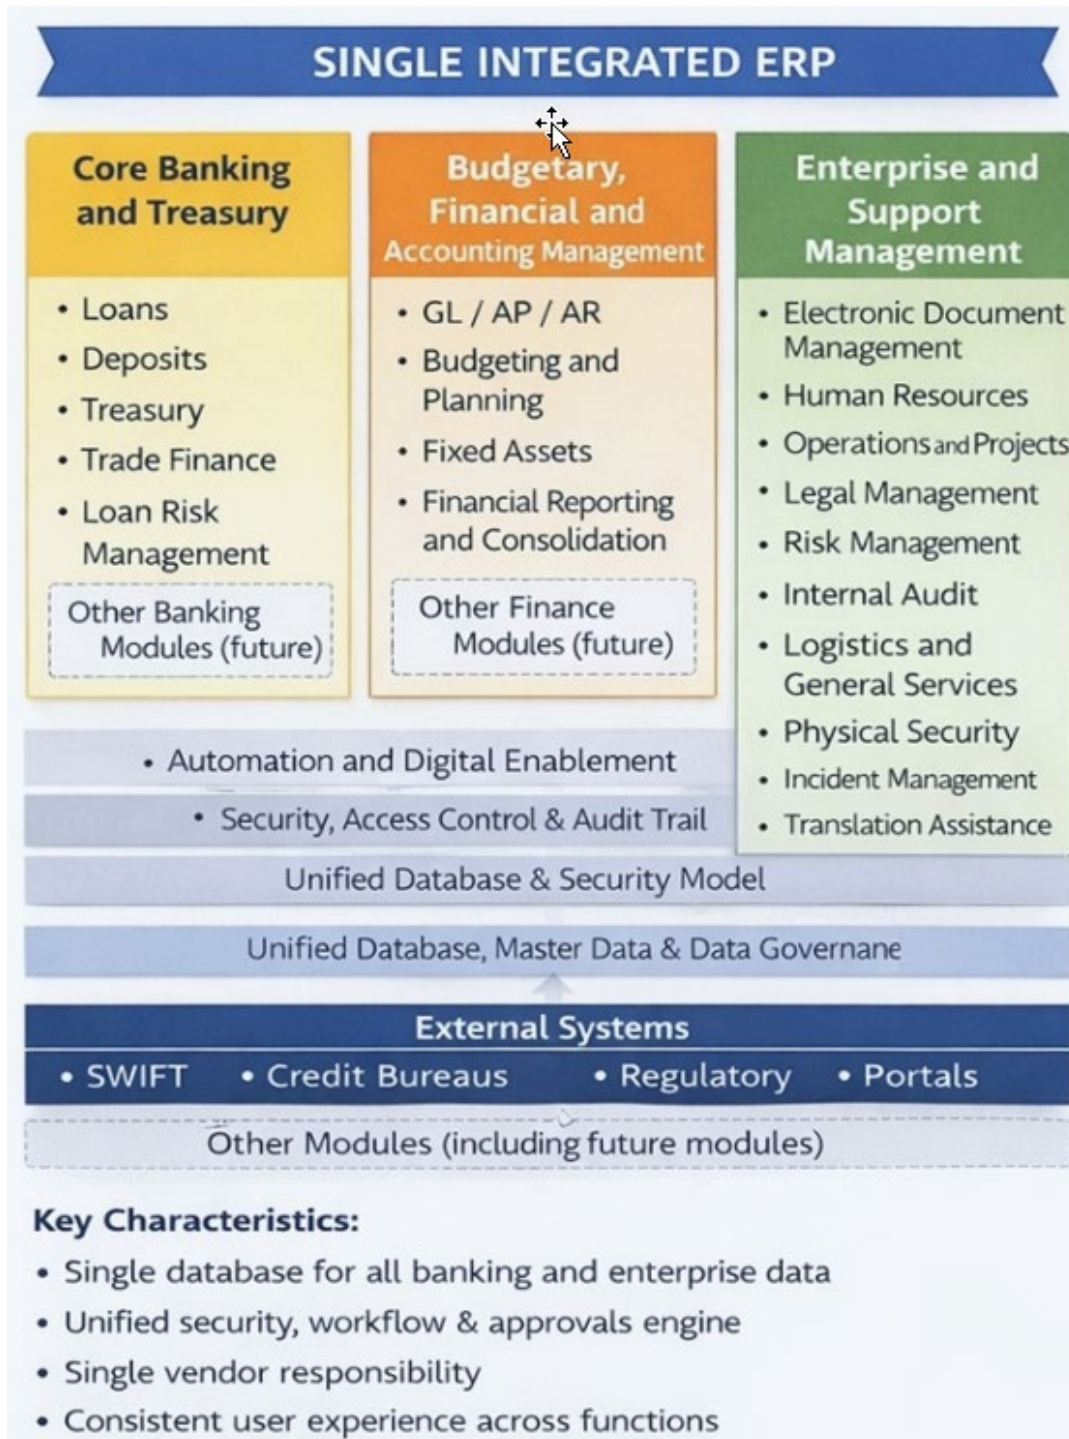 SINGLE INTEGRATED ERP
Core Banking
and Treasury
• Loans
• Deposits
• Treasury
• Trade Finance
• Loan Risk
Management
Other Banking
Modules (future)
Budgetary,
Financial and
Accounting Management
• GL / AP / AR
• Budgeting and
Planning
• Fixed Assets
• Financial Reporting
and Consolidation
Other Finance
Modules (future)
Enterprise and
Support
Management
• Electronic Document
Management
• Human Resources
• Operations and Projects
• Legal Management
• Risk Management
• Internal Audit
• Logistics and
General Services
• Physical Security
• Incident Management
• Translation Assistance
• Automation and Digital Enablement
• Security, Access Control & Audit Trail
Unified Database & Security Model
Unified Database, Master Data & Data Governane
External Systems
• SWIFT • Credit Bureaus • Regulatory • Portals
Other Modules (including future modules)
Key Characteristics:
• Single database for all banking and enterprise data
• Unified security, workflow & approvals engine
• Single vendor responsibility
• Consistent user experience across functions